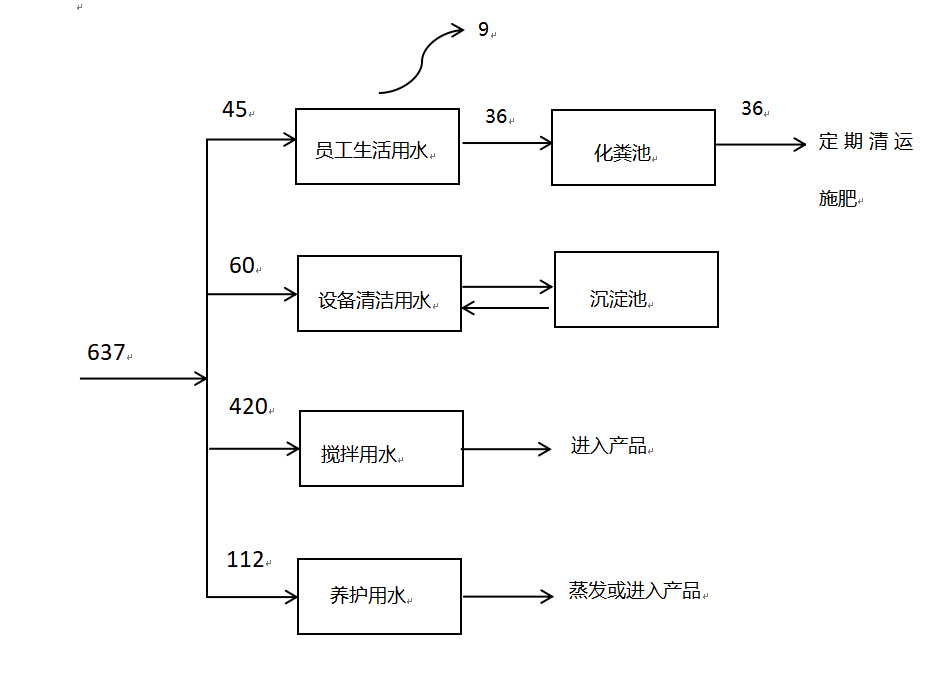 9
45
36
36
员工生活用水
化粪池
定期清运
施肥
60
设备清洁用水
沉淀池
637
420
搅拌用水
进入产品
112
养护用水
蒸发或进入产品